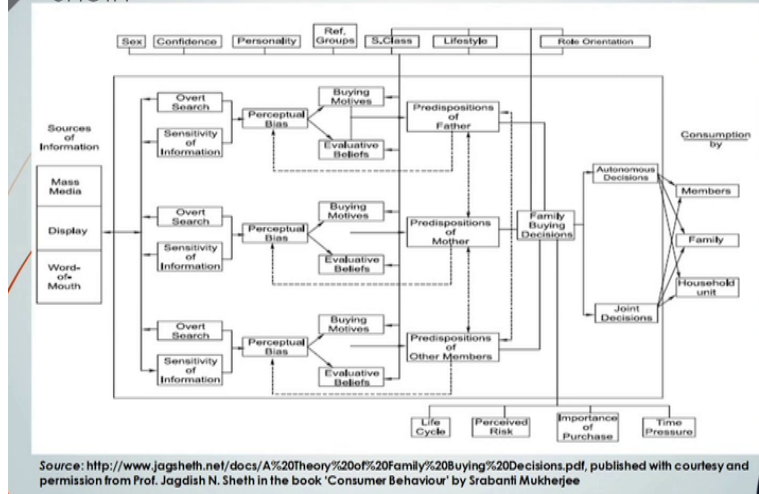 Sex
Confidence
Personality
Ref.
Groups
S.Class
Lifestyle
Role Orientation
Sources
of
Information
Mass
Media
Display
Word-
of-
Mouth
Overt
Search
Sensitivity
of
Information
Perceptual
Bias
Buying
Motives
Evaluative
Beliefs
Predispositions
of
Father
Overt
Search
Sensitivity
of
Information
Perceptual
Bias
Buying
Motives
Evaluative
Beliefs
Predispositions
of
Mother
Overt
Search
Sensitivity
of
Information
Perceptual
Bias
Buying
Motives
Evaluative
Beliefs
Predispositions
of
Other Members
Family
Buying
Decisions
Autonomous
Decisions
Joint
Decisions
Consumption
by
Members
Family
Household
unit
Life
Cycle
Perceived
Risk
Importance
of
Purchase
Time
Pressure
Source: http://www.jagsheth.net/docs/A%20Theory%20of%20Family%20Buying%20Decisions.pdf, published with courtesy and
permission from Prof. Jagdish N. Sheth in the book 'Consumer Behaviour' by Srabanti Mukherjee